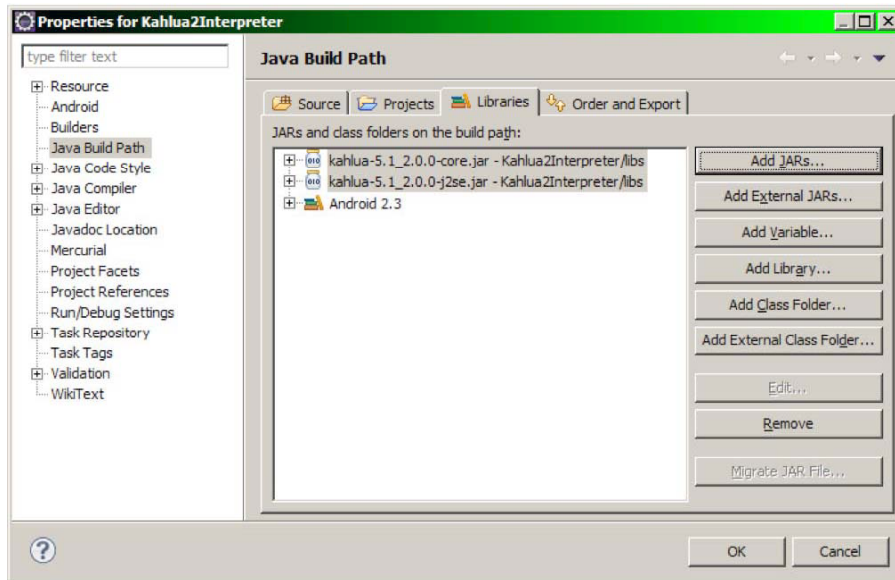 Properties for Kahlua2Interpreter
type filter text
Resource
Android
Builders
Java Build Path
Java Code Style
Java Compiler
Java Editor
Javadoc Location
Mercurial
Project Facets
Project References
Run/Debug Settings
Task Repository
Task Tags
Validation
WikiText
Java Build Path
Source
Projects
Libraries
Order and Export
JARs and class folders on the build path:
kahlua-5.1_2.0.0-core.jar - Kahlua2Interpreter/libs
kahlua-5.1_2.0.0-j2se.jar - Kahlua2Interpreter/libs
Android 2.3
Add JARs...
Add External JARs...
Add Variable...
Add Library...
Add Class Folder...
Add External Class Folder...
Edit...
Remove
Migrate JAR File...
OK
Cancel